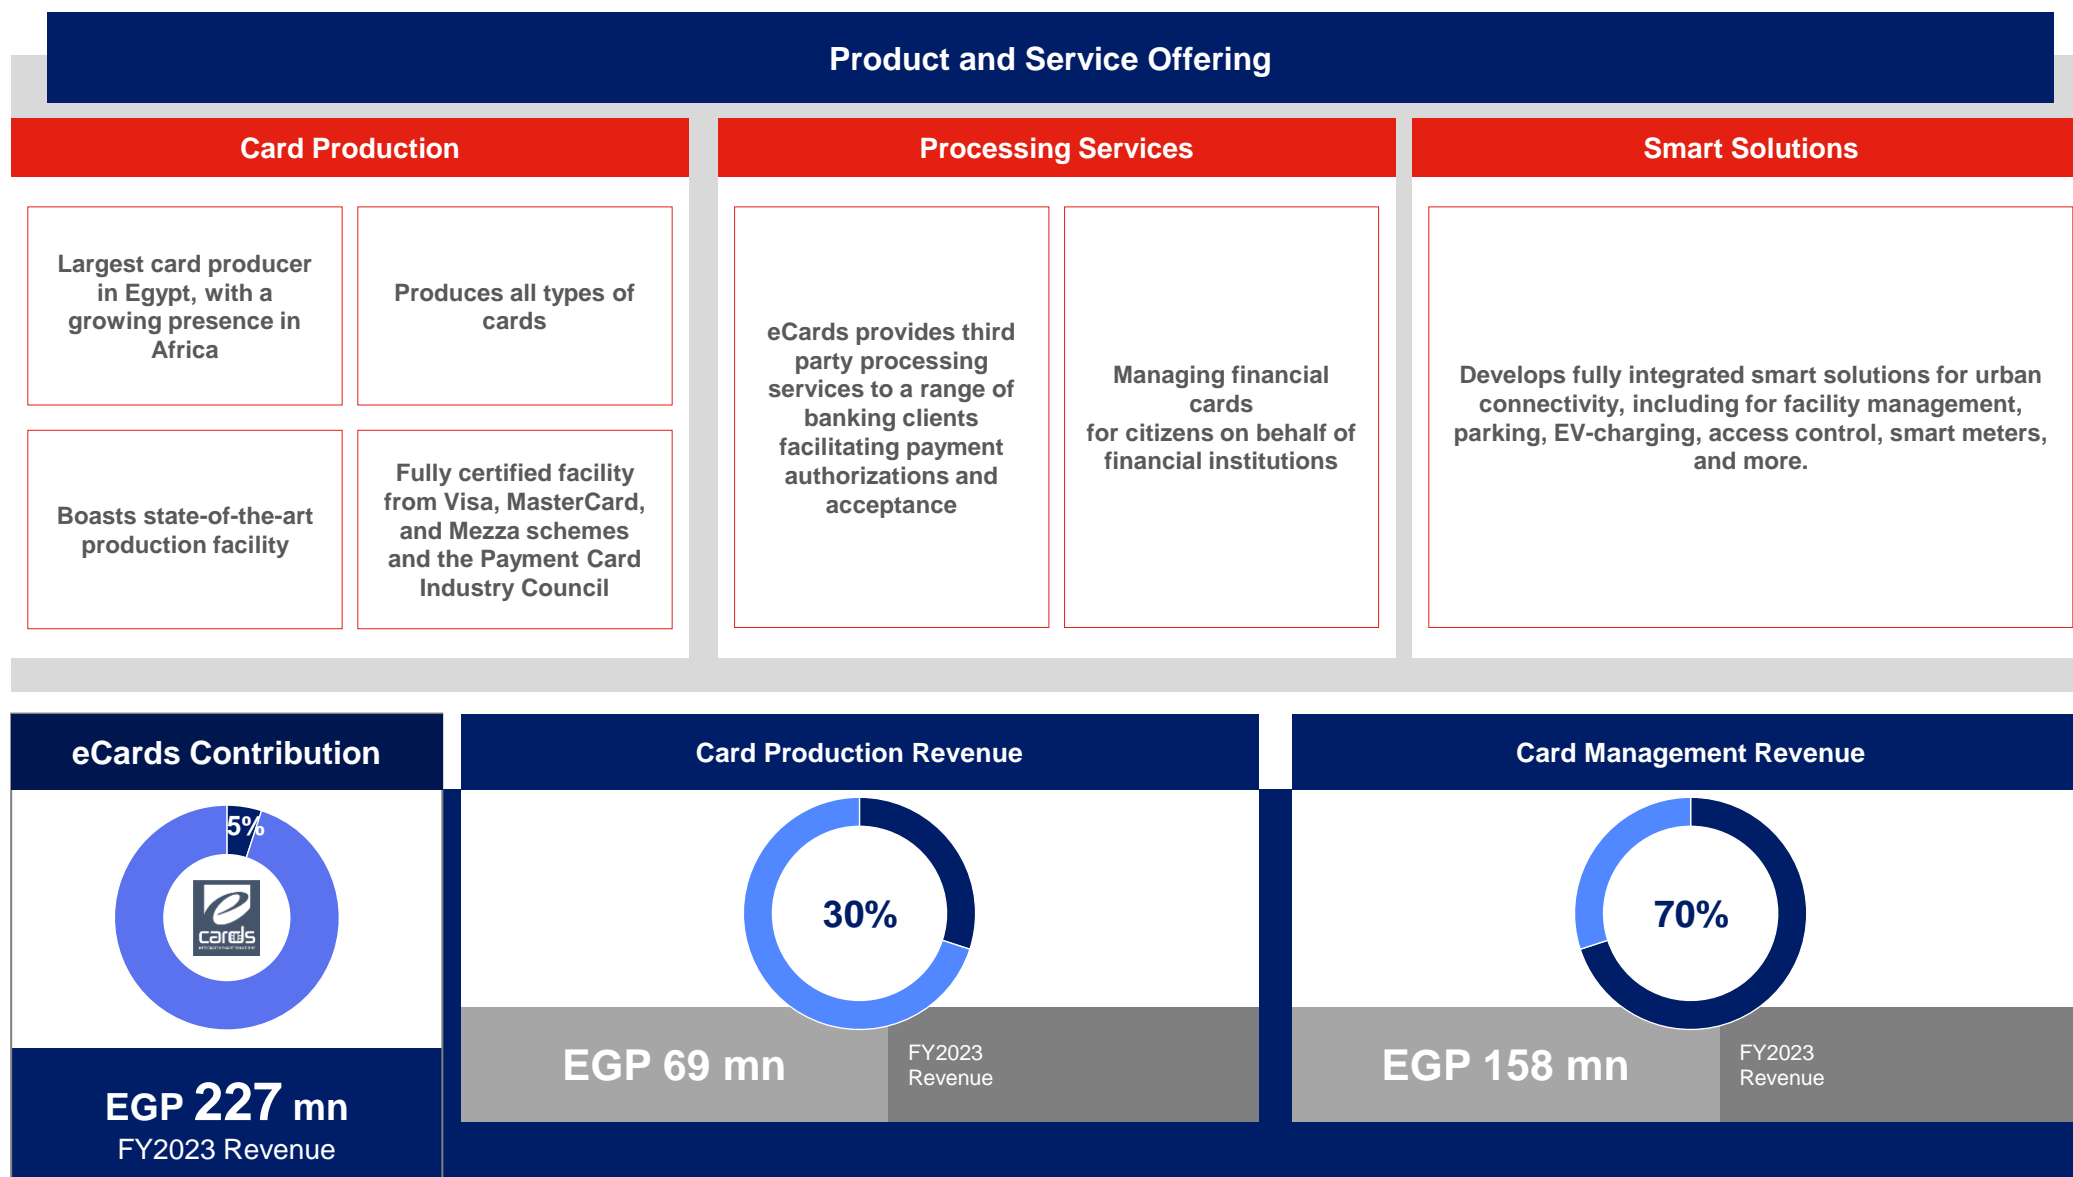 Product and Service Offering
Card Production
Largest card producer
in Egypt, with a
growing presence in
Africa
Produces all types of
cards
Boasts state-of-the-art
production facility
Fully certified facility
from Visa, MasterCard,
and Mezza schemes
and the Payment Card
Industry Council
Processing Services
eCards provides third
party processing
services to a range of
banking clients
facilitating payment
authorizations and
acceptance
Managing financial
cards
for citizens on behalf of
financial institutions
Smart Solutions
Develops fully integrated smart solutions for urban
connectivity, including for facility management,
parking, EV-charging, access control, smart meters,
and more.
eCards Contribution
5%
e
cards
EGP 227 mn
FY2023 Revenue
Card Production Revenue
30%
EGP 69 mn
FY2023
Revenue
Card Management Revenue
70%
EGP 158 mn
FY2023
Revenue